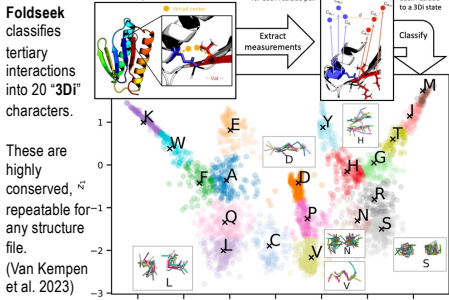 Foldseek
classifies
tertiary
interactions
into 20 “3Di”
characters.
These are
highly
conserved,
repeatable for
any structure
file.
(Van Kempen
et al. 2023)
Virtual center
Val
Extract
measurements
to a 3D state
Classify
z1
1
0
−1
−2
−3
K
W
E
F
A
Q
L
C
D
P
V
Y
H
G
T
I
M
R
N
S
D
H
L
N
V
S